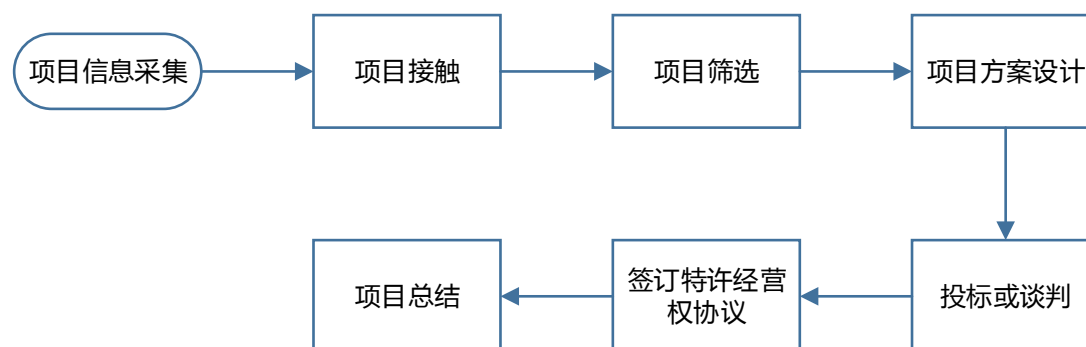 项目信息采集
项目接触
项目筛选
项目方案设计
投标或谈判
签订特许经营
权协议
项目总结